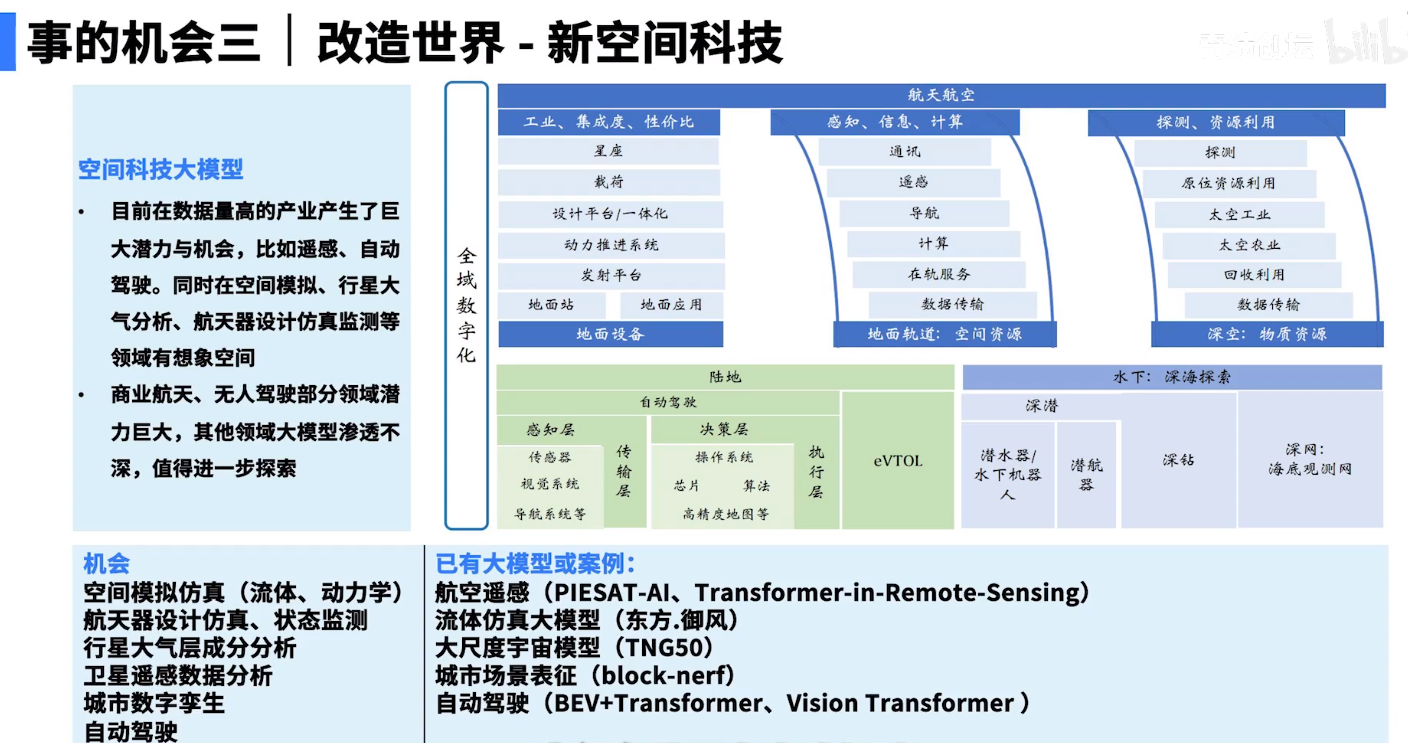 事的机会三｜改造世界 - 新空间科技
空间科技大模型
• 目前在数据量高的产业产生了巨
大潜力与机会，比如遥感、自动
驾驶。同时在空间模拟、行星大
气分析、航天器设计仿真监测等
领域有想象空间
• 商业航天、无人驾驶部分领域潜
力巨大，其他领域大模型渗透不
深，值得进一步探索
全域数字化
航天航空
工业、集成度、性价比
星座
载荷
设计平台/一体化
动力推进系统
发射平台
地面站 地面应用
地面设备
感知、信息、计算
通讯
遥感
导航
计算
在轨服务
数据传输
地面轨道：空间资源
探测、资源利用
探测
原位资源利用
太空工业
太空农业
回收利用
数据传输
深空：物质资源
陆地
自动驾驶
感知层
传感器
视觉系统
导航系统等
传输层
决策层
操作系统
芯片 算法
高精度地图等
执行层
eVTOL
水下：深海探索
深潜
潜水器/
水下机器
人
潜航
器
深钻
深网：
海底观测网
机会
空间模拟仿真（流体、动力学）
航天器设计仿真、状态监测
行星大气层成分分析
卫星遥感数据分析
城市数字孪生
自动驾驶
已有大模型或案例：
航空遥感（PIESAT-AI、Transformer-in-Remote-Sensing）
流体仿真大模型（东方.御风）
大尺度宇宙模型（TNG50）
城市场景表征（block-nerf）
自动驾驶（BEV+Transformer、Vision Transformer ）